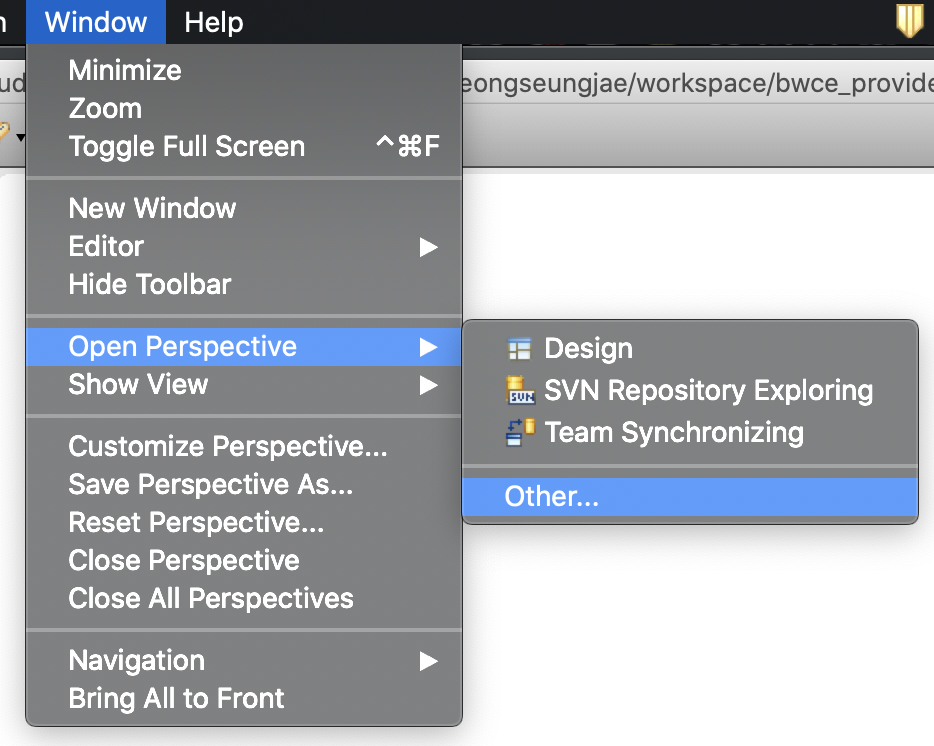 Window Help
Minimize
Zoom
Toggle Full Screen ^⌘F
eongseungjae/workspace/bwce_provide
New Window
Editor
Hide Toolbar
Open Perspective
Show View
Customize Perspective...
Save Perspective As...
Reset Perspective...
Close Perspective
Close All Perspectives
Navigation
Bring All to Front
Design
SVN Repository Exploring
Team Synchronizing
Other...